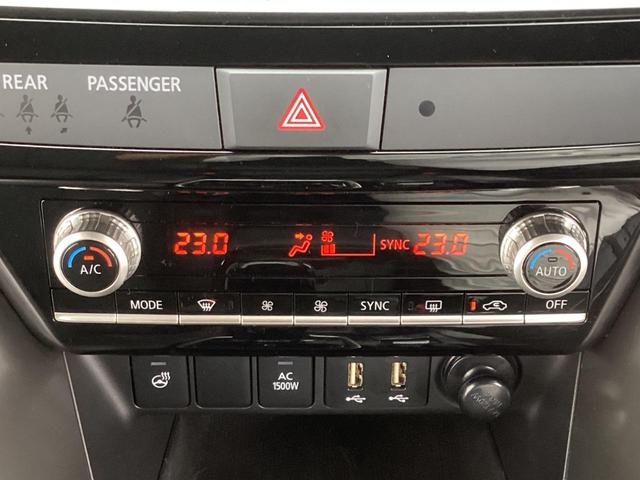 REAR PASSENGER
23.0 SYNC 23.0
A/C AUTO
MODE SYNC OFF
AC
1500W